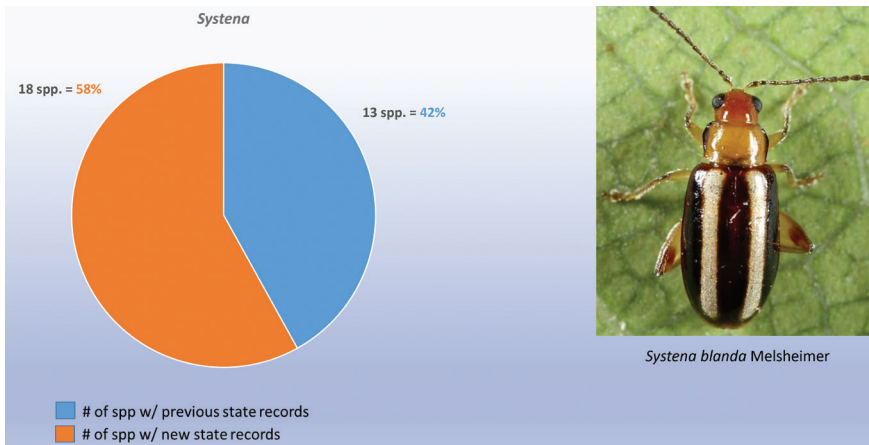 Systena
18 spp. = 58%
13 spp. = 42%
# of spp w/ previous state records
# of spp w/ new state records
Systena blanda Melsheimer